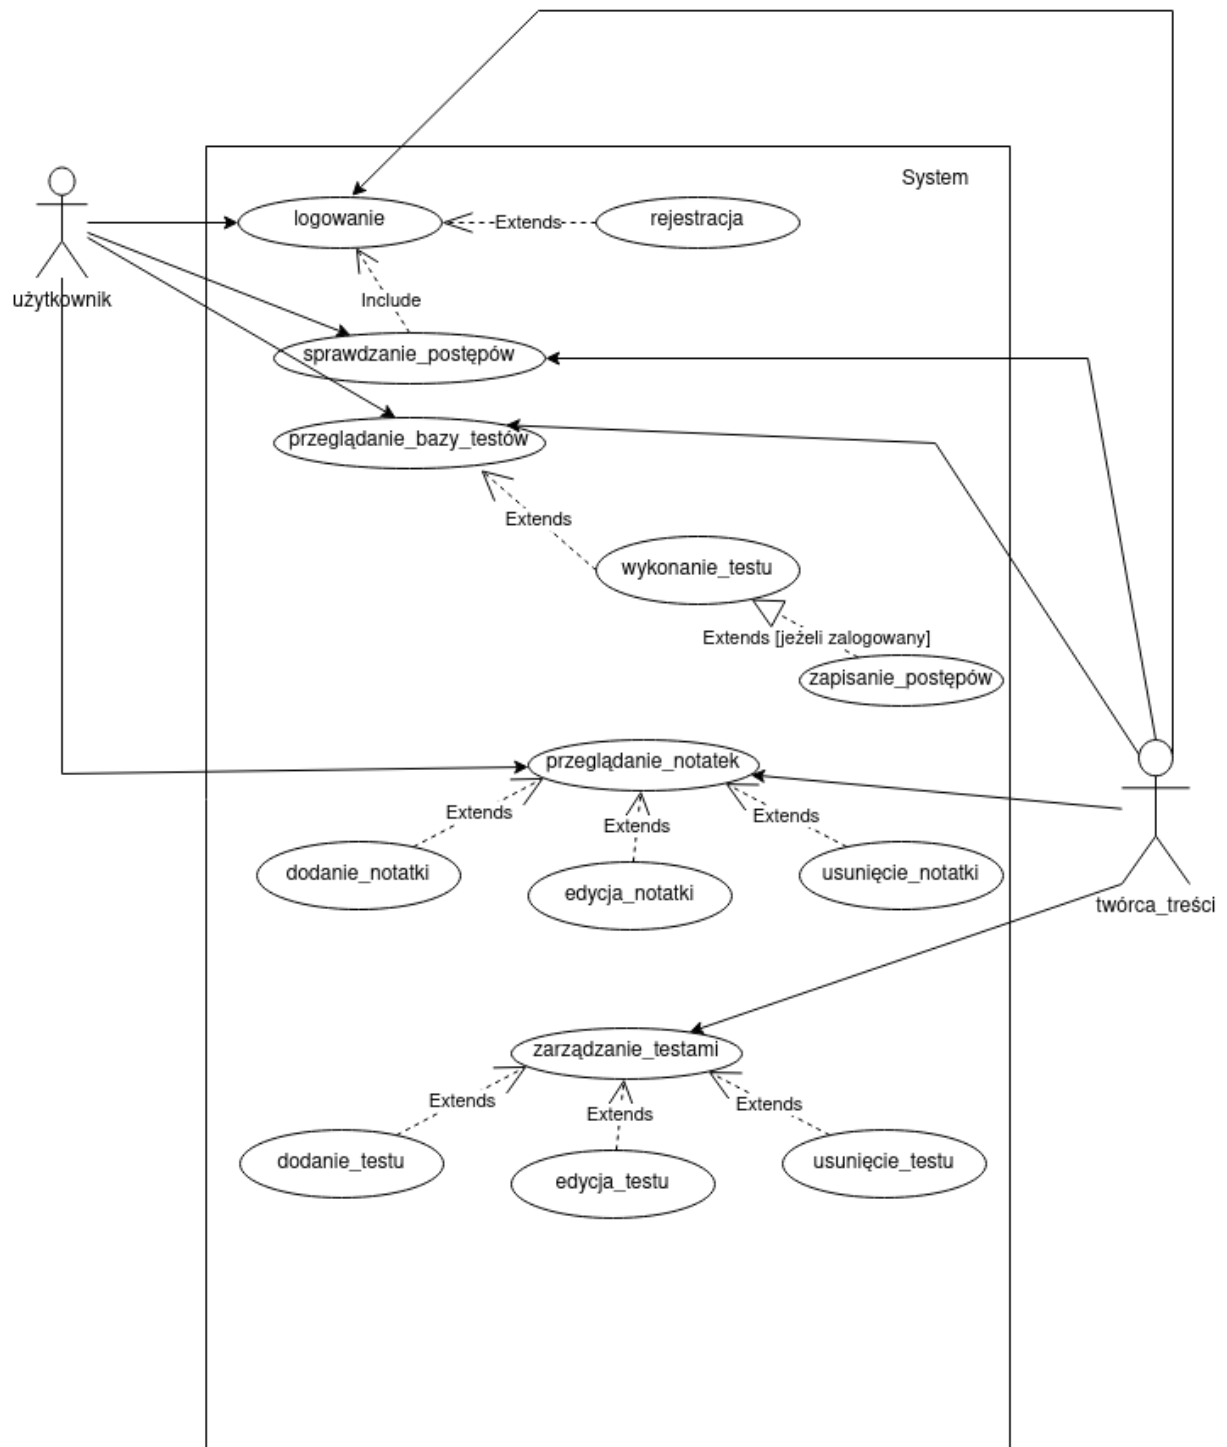 System
logowanie
Extends
rejestracja
użytkownik
Include
sprawdzanie_postępów
przeglądanie_bazy_testów
Extends
wykonanie_testu
Extends [jeżeli zalogowany]
zapisanie_postępów
przeglądanie_notatek
Extends
Extends
Extends
dodanie_notatki
edycja_notatki
usunięcie_notatki
twórca_treści
zarządzanie_testami
Extends
Extends
Extends
dodanie_testu
edycja_testu
usunięcie_testu